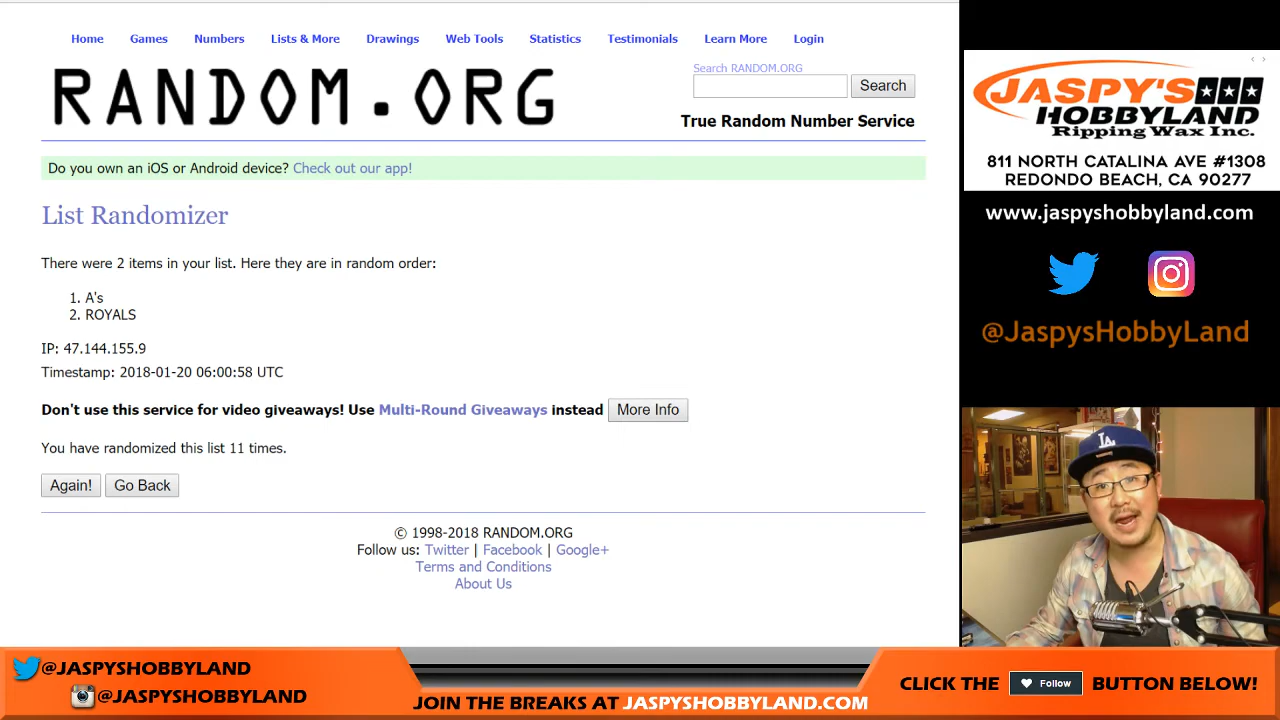 Home Games Numbers Lists & More Drawings Web Tools Statistics Testimonials Learn More Login
RANDOM.ORG
Search RANDOM.ORG
Search
True Random Number Service
Do you own an iOS or Android device? Check out our app!
List Randomizer
There were 2 items in your list. Here they are in random order:
1. A's
2. ROYALS
IP: 47.144.155.9
Timestamp: 2018-01-20 06:00:58 UTC
Don't use this service for video giveaways! Use Multi-Round Giveaways instead More Info
You have randomized this list 11 times.
Again! Go Back
© 1998-2018 RANDOM.ORG
Follow us: Twitter | Facebook | Google+
Terms and Conditions
About Us
JASPY'S
HOBBYLAND
Ripping Wax Inc.
811 NORTH CATALINA AVE #1308
REDONDO BEACH, CA 90277
www.jaspyshobbyland.com
@JaspysHobbyLand
LA
@JASPYSHOBBYLAND
@JASPYSHOBBYLAND
JOIN THE BREAKS AT JASPYSHOBBYLAND.COM
CLICK THE Follow BUTTON BELOW!